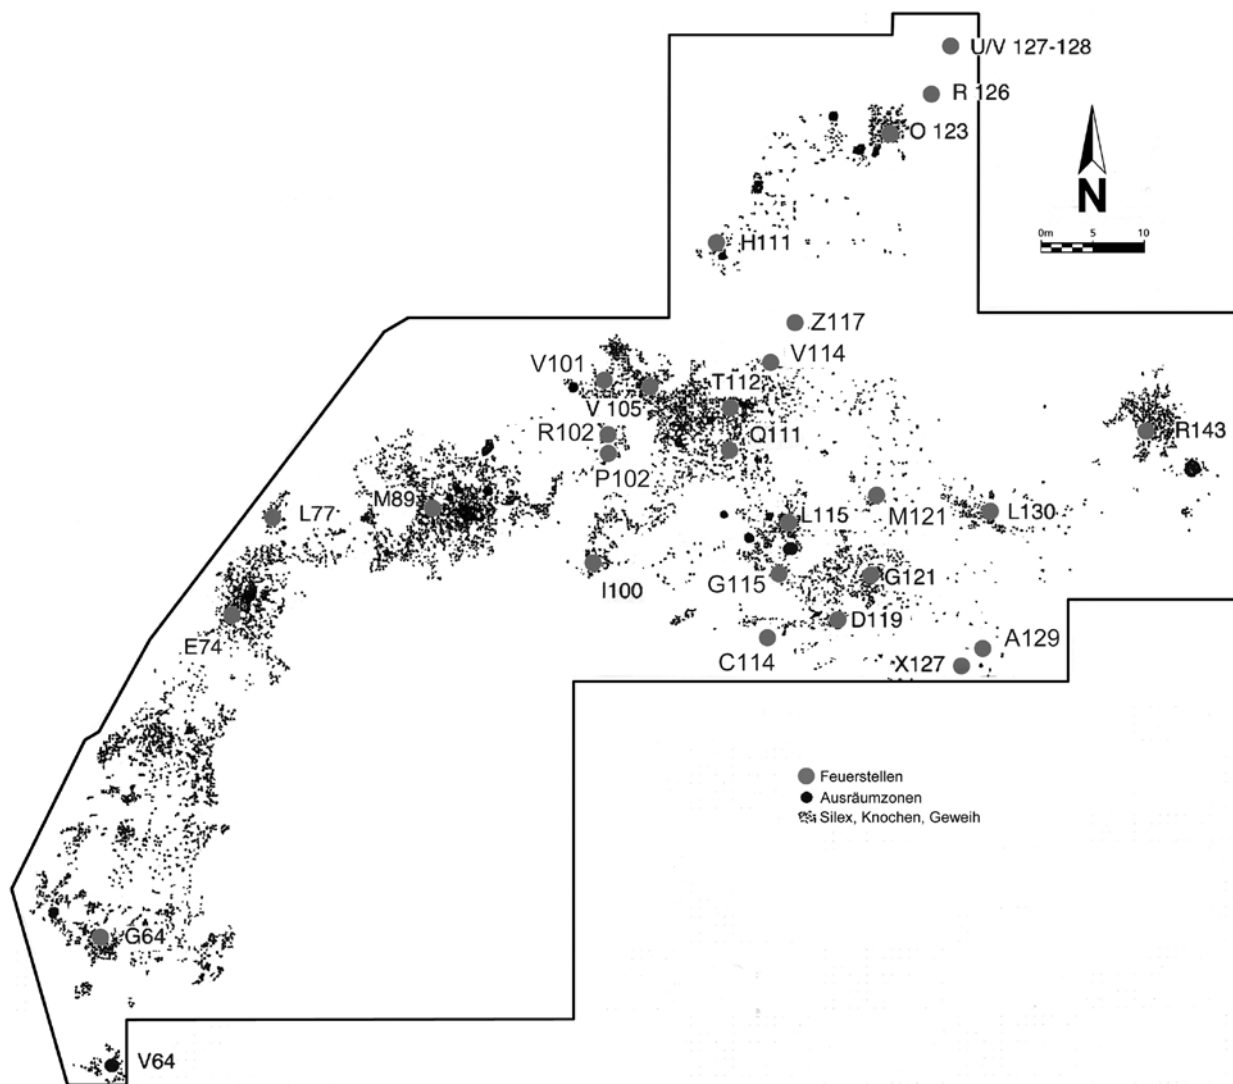 U/V 127-128
R 126
O 123
N
0m 5 10
H111
Z117
V114
V101
T112
V 105
R102
Q111
R143
P102
M89
L77
L115
M121
L130
I100
G115
G121
D119
E74
C114
A129
X127
Feuerstellen
Ausräumzonen
Silex, Knochen, Geweih
G64
V64